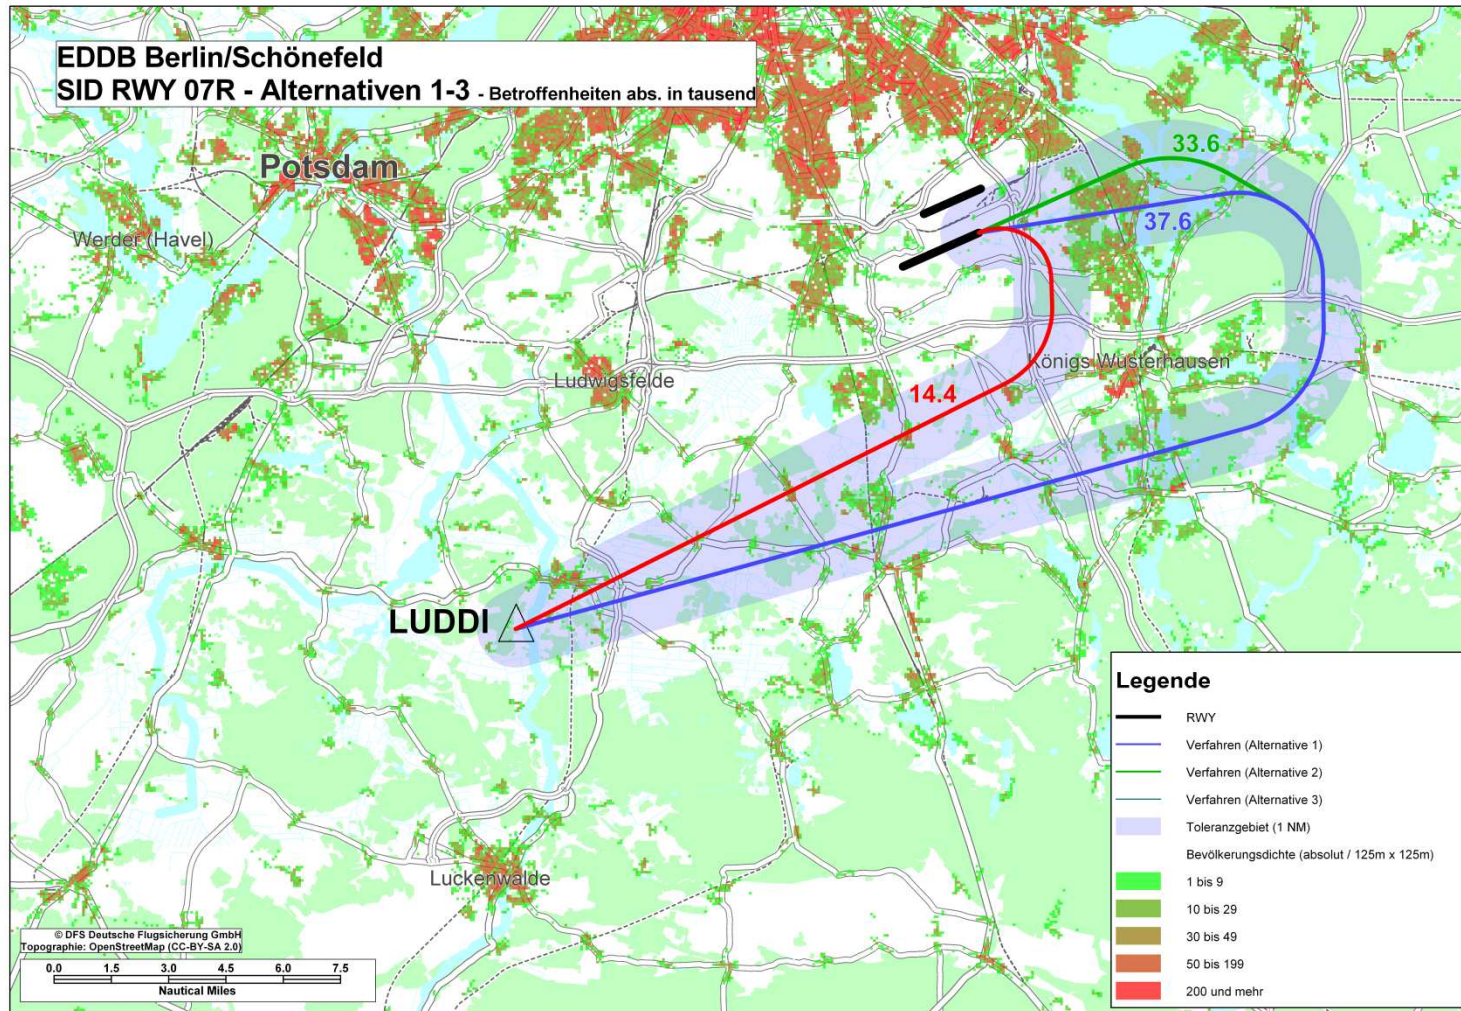 EDDB Berlin/Schönefeld
SID RWY 07R - Alternativen 1-3 - Betroffenheiten abs. in tausend
33.6
Potsdam
37.6
Werder (Havel)
Königs Wusterhausen
Ludwigsfelde
14.4
LUDDI
Legende
RWY
Verfahren (Alternative 1)
Verfahren (Alternative 2)
Verfahren (Alternative 3)
Toleranzgebiet (1 NM)
Bevölkerungsdichte (absolut / 125m x 125m)
1 bis 9
10 bis 29
30 bis 49
50 bis 199
200 und mehr
Luckenwalde
© DFS Deutsche Flugsicherung GmbH
Topographie: OpenStreetMap (CC-BY-SA 2.0)
0.0 1.5 3.0 4.5 6.0 7.5
Nautical Miles